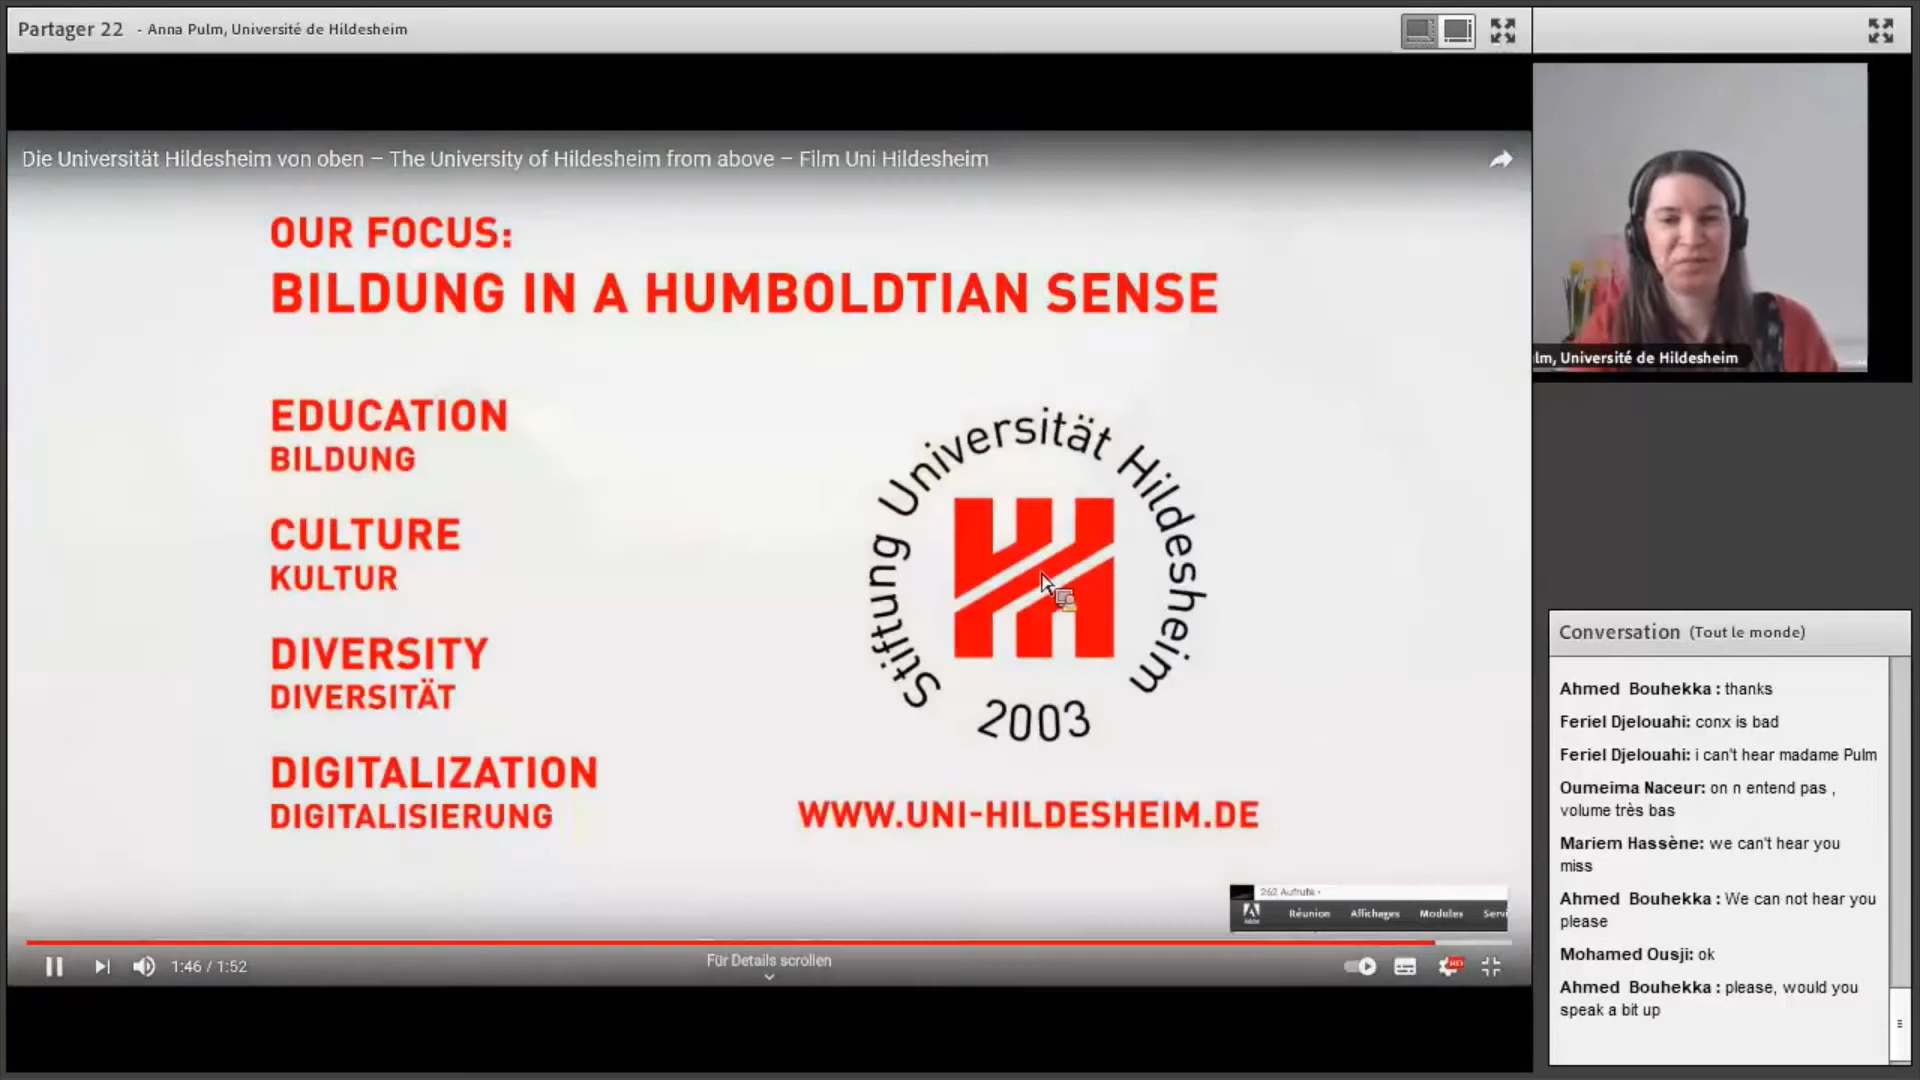 Partager 22 - Anna Pulm, Université de Hildesheim
Die Universität Hildesheim von oben – The University of Hildesheim from above – Film Uni Hildesheim
OUR FOCUS:
BILDUNG IN A HUMBOLDTIAN SENSE
EDUCATION
BILDUNG
CULTURE
KULTUR
DIVERSITY
DIVERSITÄT
DIGITALIZATION
DIGITALISIERUNG
Stiftung Universität Hildesheim
2003
WWW.UNI-HILDESHEIM.DE
262 Aufrufe •
Réunion Affichages Modules
1:46 / 1:52
Für Details scrollen
HD
lm, Université de Hildesheim
Conversation (Tout le monde)
Ahmed Bouhekka : thanks
Feriel Djelouahi: conx is bad
Feriel Djelouahi: i can't hear madame Pulm
Oumeima Naceur: on n entend pas ,
volume très bas
Mariem Hassène: we can't hear you
miss
Ahmed Bouhekka : We can not hear you
please
Mohamed Ousji: ok
Ahmed Bouhekka : please, would you
speak a bit up